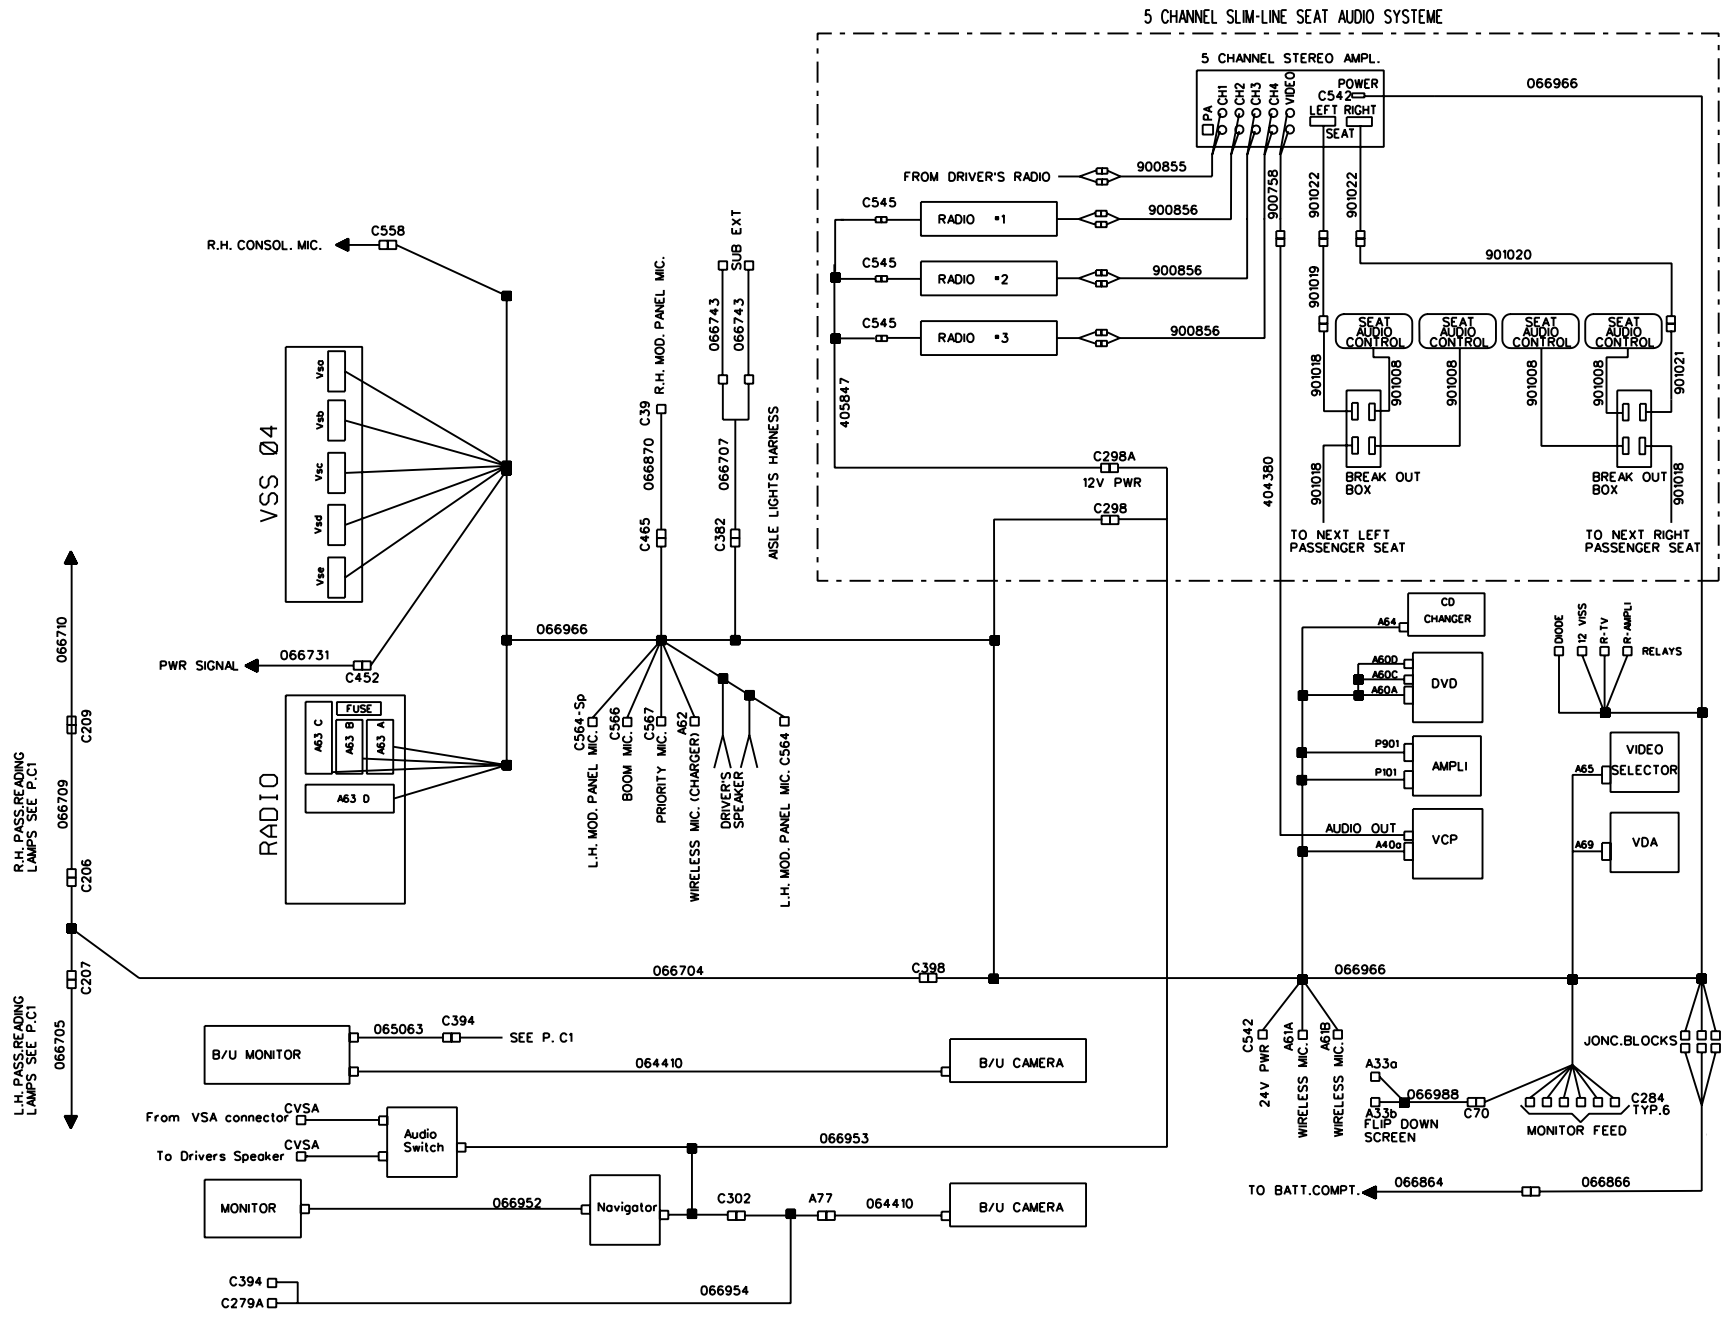 5 CHANNEL SLIM-LINE SEAT AUDIO SYSTEME
5 CHANNEL STEREO AMPL.
POWER
C542
066966
PA
CH1
CH2
CH3
CH4
VIDEO
LEFT RIGHT
SEAT
FROM DRIVER'S RADIO
900855
C545
RADIO #1
900856
C545
RADIO #2
900856
C545
RADIO #3
900856
900758
901022
901022
901019
901020
SEAT
AUDIO
CONTROL
SEAT
AUDIO
CONTROL
SEAT
AUDIO
CONTROL
SEAT
AUDIO
CONTROL
901018
901008
901008
901008
901008
901021
BREAK OUT
BOX
BREAK OUT
BOX
901018
901018
TO NEXT LEFT
PASSENGER SEAT
TO NEXT RIGHT
PASSENGER SEAT
405847
C298A
12V PWR
C298
404380
R.H. CONSOL. MIC.
C558
VSS 04
Vsa
Vsb
Vsc
Vsd
Vse
PWR SIGNAL
066731
C452
066966
R.H. MOD. PANEL MIC.
C39
066870
C465
SUB EXT
066743
066743
066707
C382
AISLE LIGHTS HARNESS
RADIO
FUSE
A63 C
A63 B
A63 A
A63 D
C564-Sp
L.H. MOD. PANEL MIC.
C566
BOOM MIC.
C567
PRIORITY MIC.
A62
WIRELESS MIC. (CHARGER)
DRIVER'S
SPEAKER
L.H. MOD. PANEL MIC. C564
066710
C209
R.H. PASS.READING
LAMPS SEE P.C1
066709
C206
C207
L.H. PASS.READING
LAMPS SEE P.C1
066705
066704
C398
066966
A64
CD
CHANGER
A60D
A60C
A60A
DVD
P901
P101
AMPLI
AUDIO OUT
A40a
VCP
DIODE
12 VISS
R-TV
R-AMPLI
RELAYS
A65
VIDEO
SELECTOR
A69
VDA
C542
24V PWR
A61A
WIRELESS MIC.
A61B
WIRELESS MIC.
A33a
A33b
FLIP DOWN
SCREEN
066988
C70
C284
TYP.6
MONITOR FEED
JONC.BLOCKS
TO BATT.COMPT.
066864
066866
B/U MONITOR
065063
C394
SEE P. C1
064410
B/U CAMERA
From VSA connector
CVSA
To Drivers Speaker
CVSA
Audio
Switch
066953
MONITOR
066952
Navigator
C302
A77
064410
B/U CAMERA
C394
C279A
066954